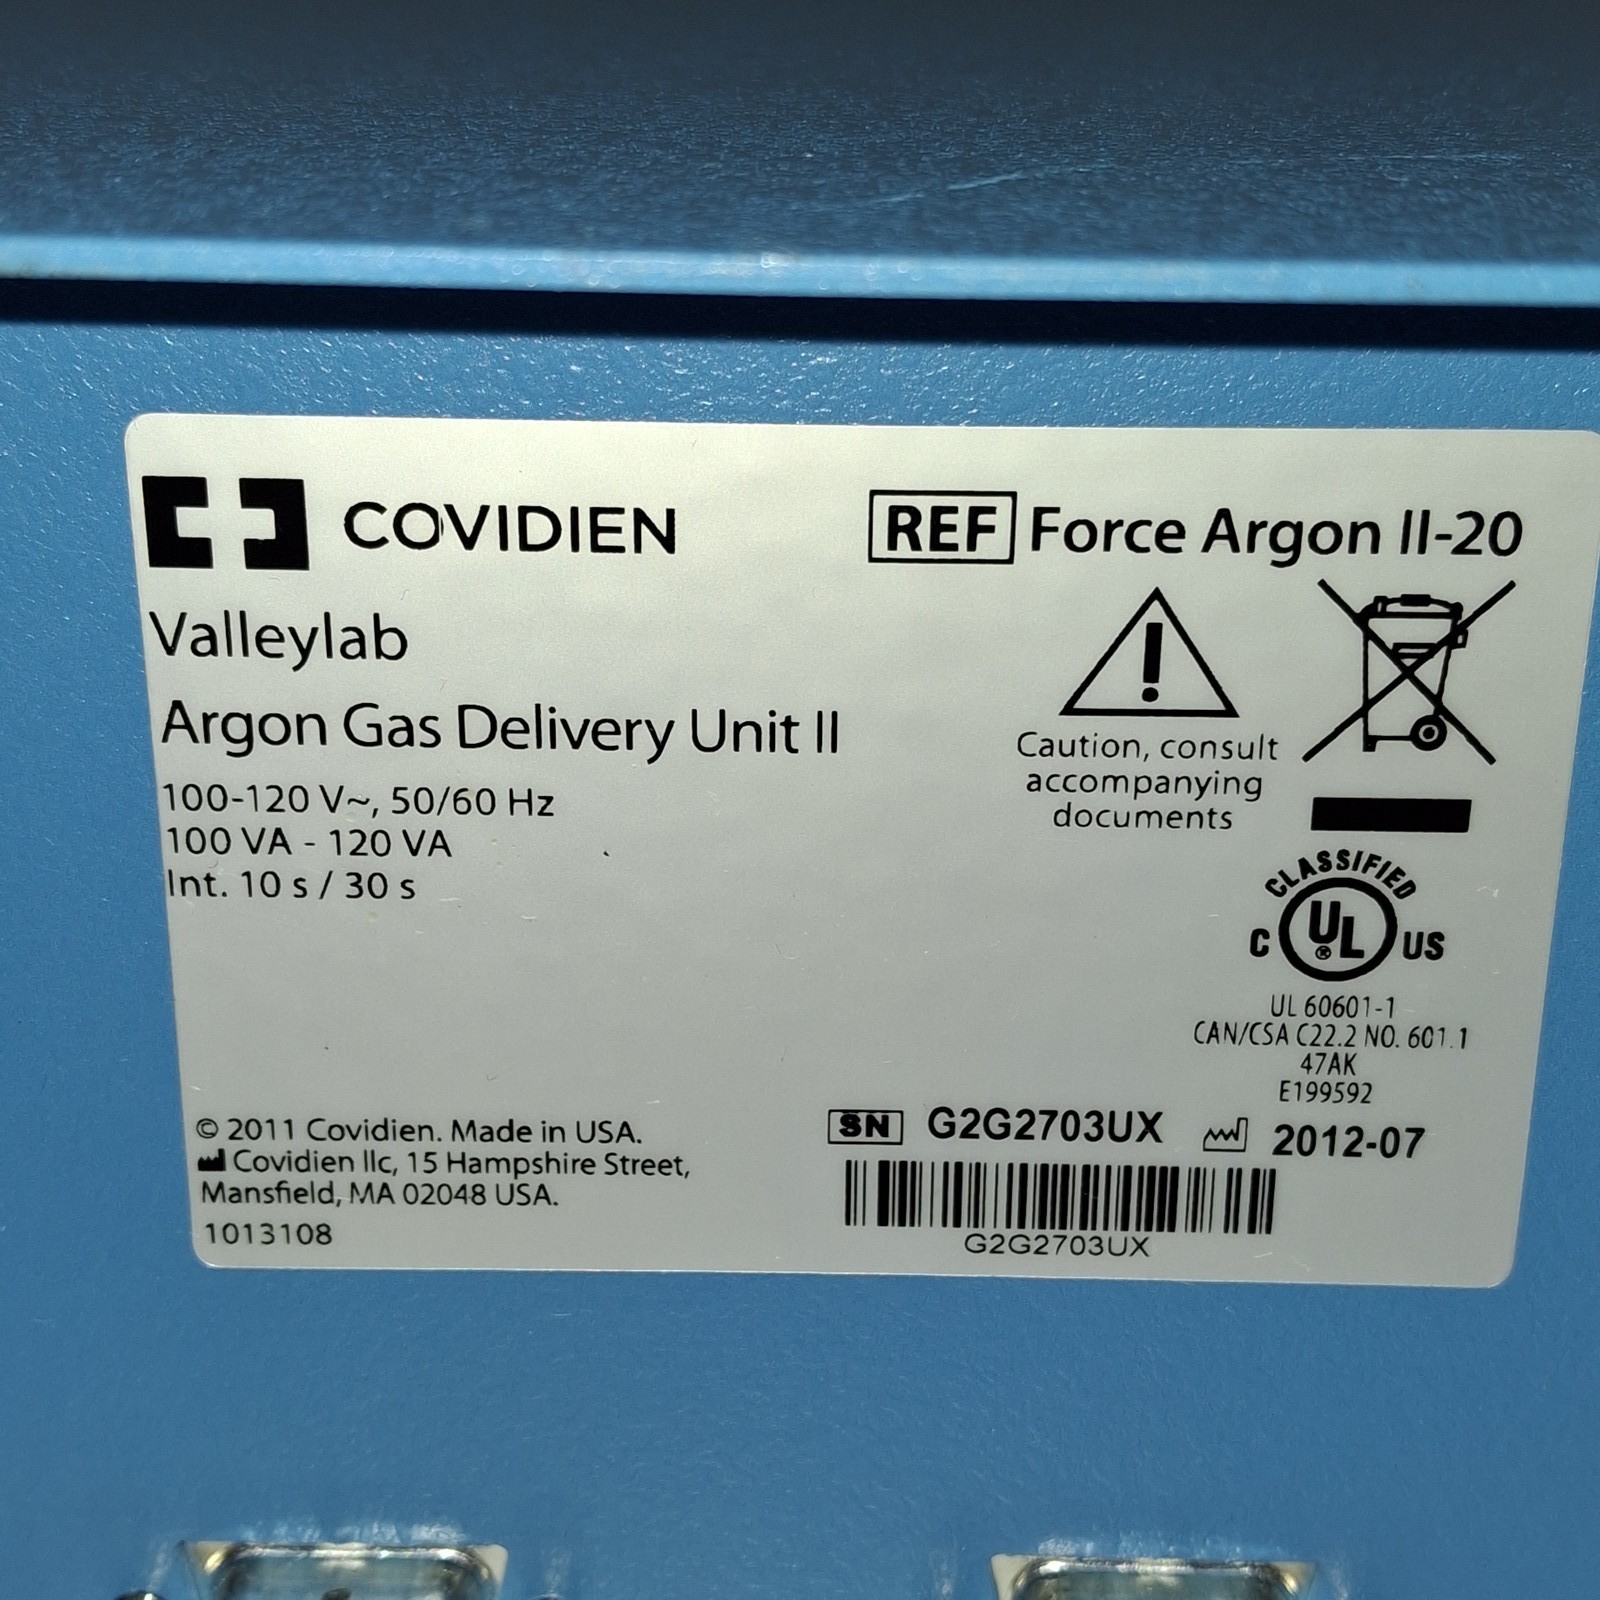 COVIDIEN
REF Force Argon II-20
Valleylab
Argon Gas Delivery Unit II
100-120 V~, 50/60 Hz
100 VA - 120 VA
Int. 10 s / 30 s
Caution, consult
accompanying
documents
CLASSIFIED
C UL® US
UL 60601-1
CAN/CSA C22.2 NO. 601.1
47AK
E199592
© 2011 Covidien. Made in USA.
Covidien llc, 15 Hampshire Street,
Mansfield, MA 02048 USA.
1013108
SN G2G2703UX 2012-07
G2G2703UX